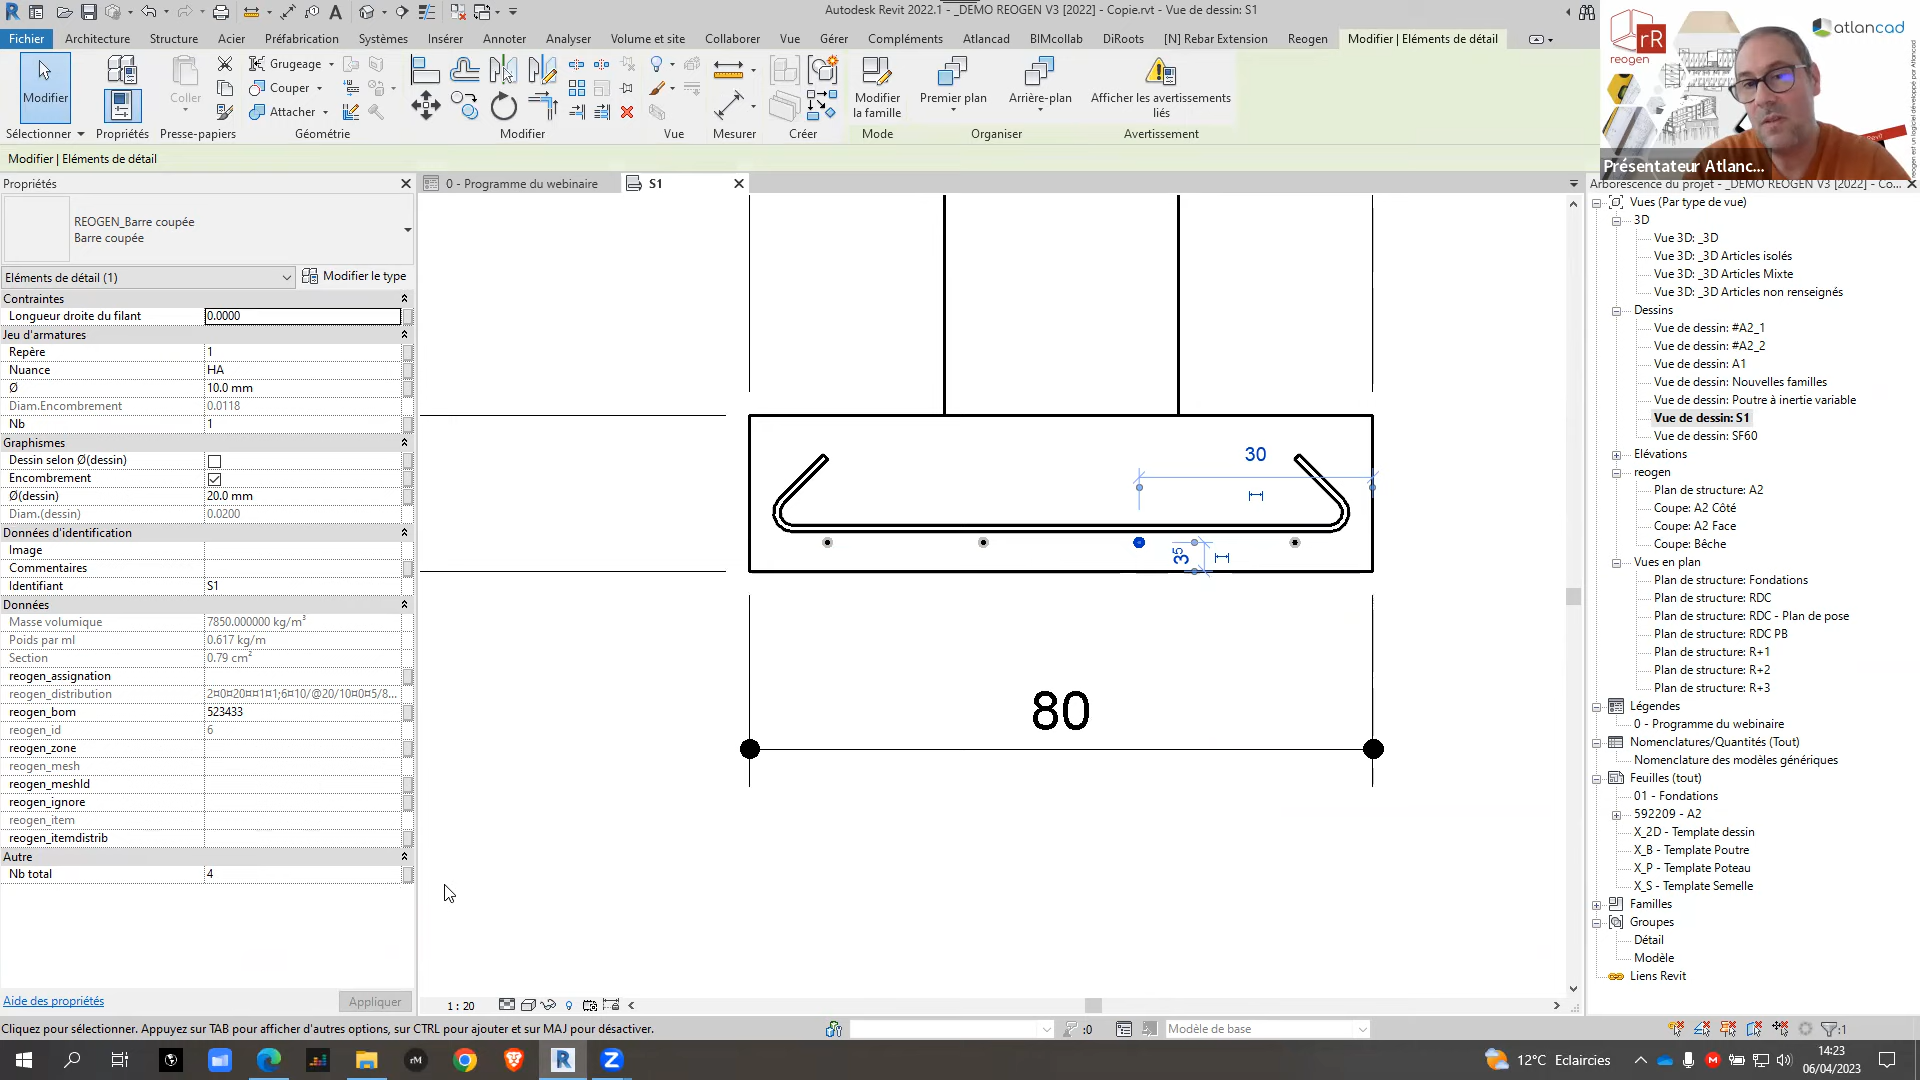 Autodesk Revit 2022.1 - _DEMO REOGEN V3 [2022] - Copie.rvt - Vue de dessin: S1
Fichier Architecture Structure Acier Préfabrication Systèmes Insérer Annoter Analyser Volume et site Collaborer Vue Gérer Compléments Atlancad BIMcollab DiRoots [N] Rebar Extension Reogen Modifier | Eléments de détail
Modifier
Coller
Grugeage
Couper
Attacher
Modifier la famille
Premier plan
Arrière-plan
Afficher les avertissements liés
Sélectionner Propriétés Presse-papiers Géométrie Modifier Vue Mesurer Créer Mode Organiser Avertissement
Modifier | Eléments de détail
rR
reogen
atlancad
Présentateur Atlanc...
Propriétés
REOGEN_Barre coupée
Barre coupée
Eléments de détail (1)
Modifier le type
Contraintes
Longueur droite du filant 0.0000
Jeu d'armatures
Repère 1
Nuance HA
Ø 10.0 mm
Diam.Encombrement 0.0118
Nb 1
Graphismes
Dessin selon Ø(dessin)
Encombrement
Ø(dessin) 20.0 mm
Diam.(dessin) 0.0200
Données d'identification
Image
Commentaires
Identifiant S1
Données
Masse volumique 7850.000000 kg/m³
Poids par ml 0.617 kg/m
Section 0.79 cm²
reogen_assignation
reogen_distribution 2¤0¤20¤¤1¤1;6¤10/@20/10¤0¤5/8...
reogen_bom 523433
reogen_id 6
reogen_zone
reogen_mesh
reogen_meshId
reogen_ignore
reogen_item
reogen_itemdistrib
Autre
Nb total 4
Aide des propriétés
Appliquer
0 - Programme du webinaire
S1
30
3⁵
80
1 : 20
Arborescence du projet - _DEMO REOGEN V3 [2022] - Co...
Vues (Par type de vue)
3D
Vue 3D: _3D
Vue 3D: _3D Articles isolés
Vue 3D: _3D Articles Mixte
Vue 3D: _3D Articles non renseignés
Dessins
Vue de dessin: #A2_1
Vue de dessin: #A2_2
Vue de dessin: A1
Vue de dessin: Nouvelles familles
Vue de dessin: Poutre à inertie variable
Vue de dessin: S1
Vue de dessin: SF60
Elévations
reogen
Plan de structure: A2
Coupe: A2 Côté
Coupe: A2 Face
Coupe: Bêche
Vues en plan
Plan de structure: Fondations
Plan de structure: RDC
Plan de structure: RDC - Plan de pose
Plan de structure: RDC PB
Plan de structure: R+1
Plan de structure: R+2
Plan de structure: R+3
Légendes
0 - Programme du webinaire
Nomenclatures/Quantités (Tout)
Nomenclature des modèles génériques
Feuilles (tout)
01 - Fondations
592209 - A2
X_2D - Template dessin
X_B - Template Poutre
X_P - Template Poteau
X_S - Template Semelle
Familles
Groupes
Détail
Modèle
Liens Revit
Cliquez pour sélectionner. Appuyez sur TAB pour afficher d'autres options, sur CTRL pour ajouter et sur MAJ pour désactiver.
:0
Modèle de base
:1
12°C Eclaircies
14:23
06/04/2023